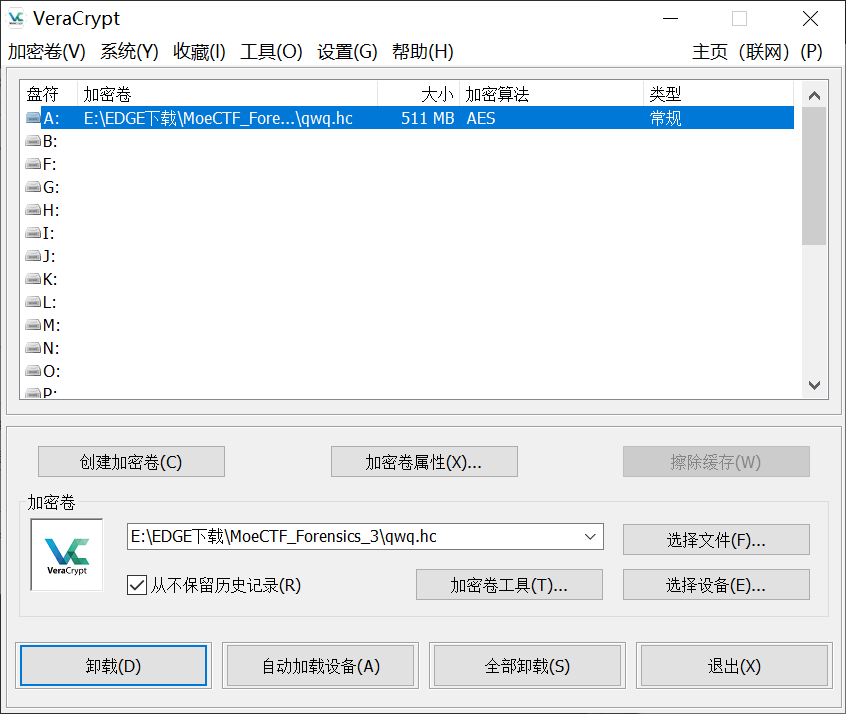 VeraCrypt
加密卷(V) 系统(Y) 收藏(I) 工具(O) 设置(G) 帮助(H) 主页（联网）(P)
盘符 加密卷 大小 加密算法 类型
A: E:\EDGE下载\MoeCTF_Fore...\qwq.hc 511 MB AES 常规
B:
F:
G:
H:
I:
J:
K:
L:
M:
N:
O:
P:
创建加密卷(C) 加密卷属性(X)... 擦除缓存(W)
加密卷
VeraCrypt
E:\EDGE下载\MoeCTF_Forensics_3\qwq.hc 选择文件(F)...
从不保留历史记录(R) 加密卷工具(T)... 选择设备(E)...
卸载(D) 自动加载设备(A) 全部卸载(S) 退出(X)